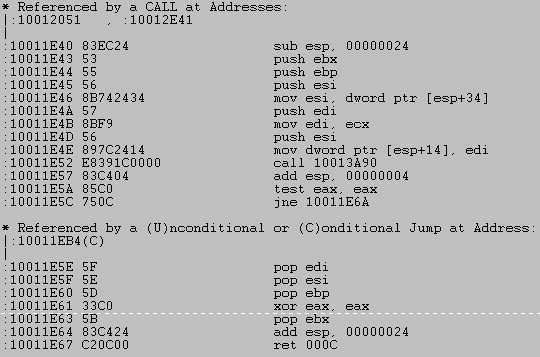 * Referenced by a CALL at Addresses:
|:10012051   , :10012E41
|
:10011E40 83EC24                  sub esp, 00000024
:10011E43 53                      push ebx
:10011E44 55                      push ebp
:10011E45 56                      push esi
:10011E46 8B742434                mov esi, dword ptr [esp+34]
:10011E4A 57                      push edi
:10011E4B 8BF9                    mov edi, ecx
:10011E4D 56                      push esi
:10011E4E 897C2414                mov dword ptr [esp+14], edi
:10011E52 E8391C0000              call 10013A90
:10011E57 83C404                  add esp, 00000004
:10011E5A 85C0                    test eax, eax
:10011E5C 750C                    jne 10011E6A
* Referenced by a (U)nconditional or (C)onditional Jump at Address:
|:10011EB4(C)
|
:10011E5E 5F                      pop edi
:10011E5F 5E                      pop esi
:10011E60 5D                      pop ebp
:10011E61 33C0                    xor eax, eax
:10011E63 5B                      pop ebx
:10011E64 83C424                  add esp, 00000024
:10011E67 C20C00                  ret 000C